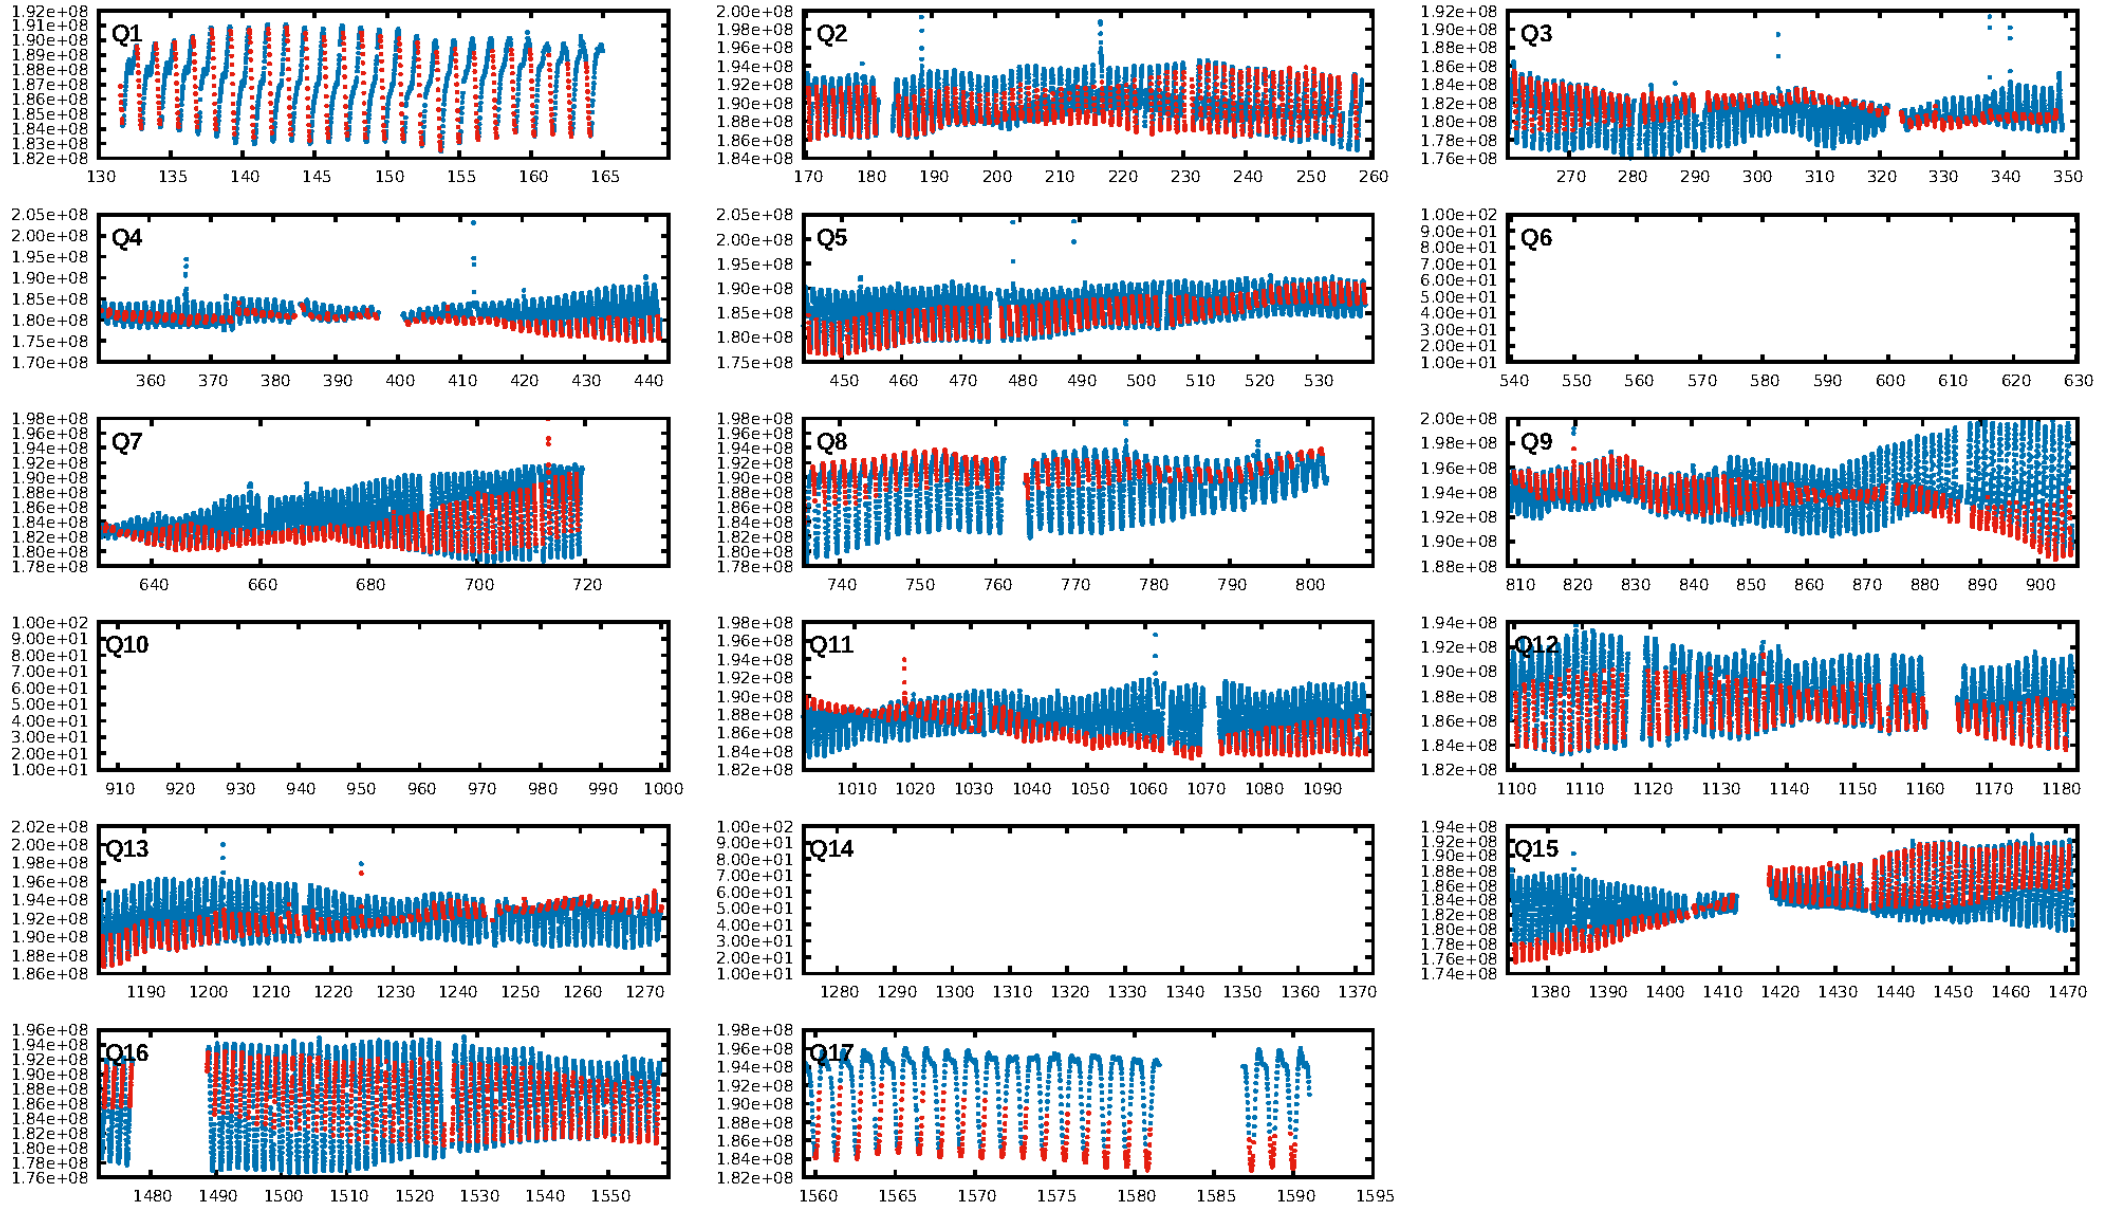 Q1
1.92e+08
1.91e+08
1.90e+08
1.89e+08
1.88e+08
1.87e+08
1.86e+08
1.85e+08
1.84e+08
1.83e+08
1.82e+08
130 135 140 145 150 155 160 165
Q2
2.00e+08
1.98e+08
1.96e+08
1.94e+08
1.92e+08
1.90e+08
1.88e+08
1.86e+08
1.84e+08
170 180 190 200 210 220 230 240 250 260
Q3
1.92e+08
1.90e+08
1.88e+08
1.86e+08
1.84e+08
1.82e+08
1.80e+08
1.78e+08
1.76e+08
270 280 290 300 310 320 330 340 350
Q4
2.05e+08
2.00e+08
1.95e+08
1.90e+08
1.85e+08
1.80e+08
1.75e+08
1.70e+08
360 370 380 390 400 410 420 430 440
Q5
2.05e+08
2.00e+08
1.95e+08
1.90e+08
1.85e+08
1.80e+08
1.75e+08
450 460 470 480 490 500 510 520 530
Q6
1.00e+02
9.00e+01
8.00e+01
7.00e+01
6.00e+01
5.00e+01
4.00e+01
3.00e+01
2.00e+01
1.00e+01
540 550 560 570 580 590 600 610 620 630
Q7
1.98e+08
1.96e+08
1.94e+08
1.92e+08
1.90e+08
1.88e+08
1.86e+08
1.84e+08
1.82e+08
1.80e+08
1.78e+08
640 660 680 700 720
Q8
1.98e+08
1.96e+08
1.94e+08
1.92e+08
1.90e+08
1.88e+08
1.86e+08
1.84e+08
1.82e+08
1.80e+08
1.78e+08
740 750 760 770 780 790 800
Q9
2.00e+08
1.98e+08
1.96e+08
1.94e+08
1.92e+08
1.90e+08
1.88e+08
810 820 830 840 850 860 870 880 890 900
Q10
1.00e+02
9.00e+01
8.00e+01
7.00e+01
6.00e+01
5.00e+01
4.00e+01
3.00e+01
2.00e+01
1.00e+01
910 920 930 940 950 960 970 980 990 1000
Q11
1.98e+08
1.96e+08
1.94e+08
1.92e+08
1.90e+08
1.88e+08
1.86e+08
1.84e+08
1.82e+08
1010 1020 1030 1040 1050 1060 1070 1080 1090
Q12
1.94e+08
1.92e+08
1.90e+08
1.88e+08
1.86e+08
1.84e+08
1.82e+08
1100 1110 1120 1130 1140 1150 1160 1170 1180
Q13
2.02e+08
2.00e+08
1.98e+08
1.96e+08
1.94e+08
1.92e+08
1.90e+08
1.88e+08
1.86e+08
1190 1200 1210 1220 1230 1240 1250 1260 1270
Q14
1.00e+02
9.00e+01
8.00e+01
7.00e+01
6.00e+01
5.00e+01
4.00e+01
3.00e+01
2.00e+01
1.00e+01
1280 1290 1300 1310 1320 1330 1340 1350 1360 1370
Q15
1.94e+08
1.92e+08
1.90e+08
1.88e+08
1.86e+08
1.84e+08
1.82e+08
1.80e+08
1.78e+08
1.76e+08
1.74e+08
1380 1390 1400 1410 1420 1430 1440 1450 1460 1470
Q16
1.96e+08
1.94e+08
1.92e+08
1.90e+08
1.88e+08
1.86e+08
1.84e+08
1.82e+08
1.80e+08
1.78e+08
1.76e+08
1480 1490 1500 1510 1520 1530 1540 1550
Q17
1.98e+08
1.96e+08
1.94e+08
1.92e+08
1.90e+08
1.88e+08
1.86e+08
1.84e+08
1.82e+08
1560 1565 1570 1575 1580 1585 1590 1595